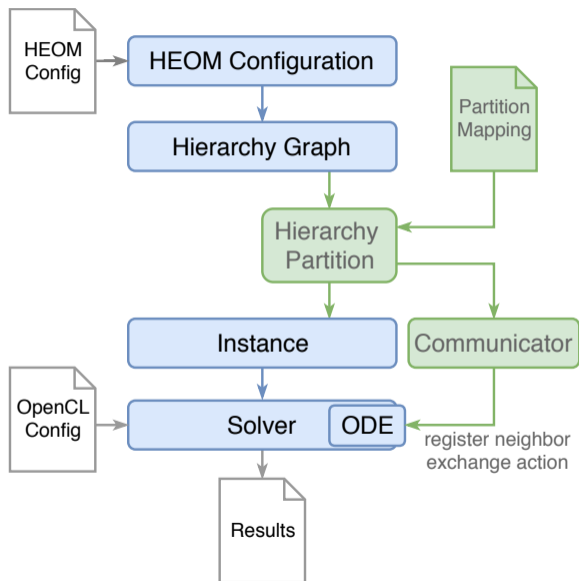 HEOM
Config
HEOM Configuration
Partition
Mapping
Hierarchy Graph
Hierarchy
Partition
Instance
Communicator
OpenCL
Config
Solver
ODE
register neighbor
exchange action
Results